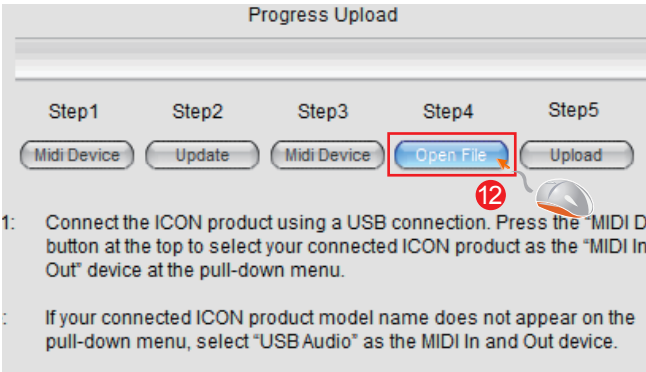 Progress Upload
Step1 Step2 Step3 Step4 Step5
Midi Device Update Midi Device Open File Upload
12
1: Connect the ICON product using a USB connection. Press the “MIDI D
button at the top to select your connected ICON product as the “MIDI In
Out” device at the pull-down menu.
: If your connected ICON product model name does not appear on the
pull-down menu, select “USB Audio” as the MIDI In and Out device.